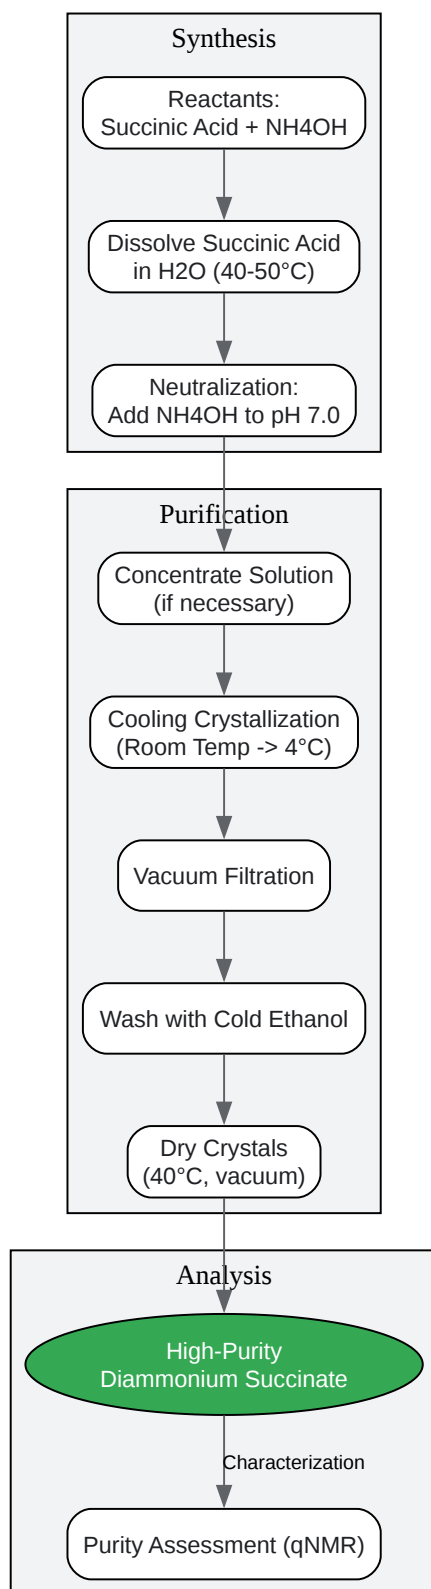 Synthesis
Reactants:
Succinic Acid + NH4OH
Dissolve Succinic Acid
in H2O (40-50°C)
Neutralization:
Add NH4OH to pH 7.0
Purification
Concentrate Solution
(if necessary)
Cooling Crystallization
(Room Temp -> 4°C)
Vacuum Filtration
Wash with Cold Ethanol
Dry Crystals
(40°C, vacuum)
Analysis
High-Purity
Diammonium Succinate
Characterization
Purity Assessment (qNMR)